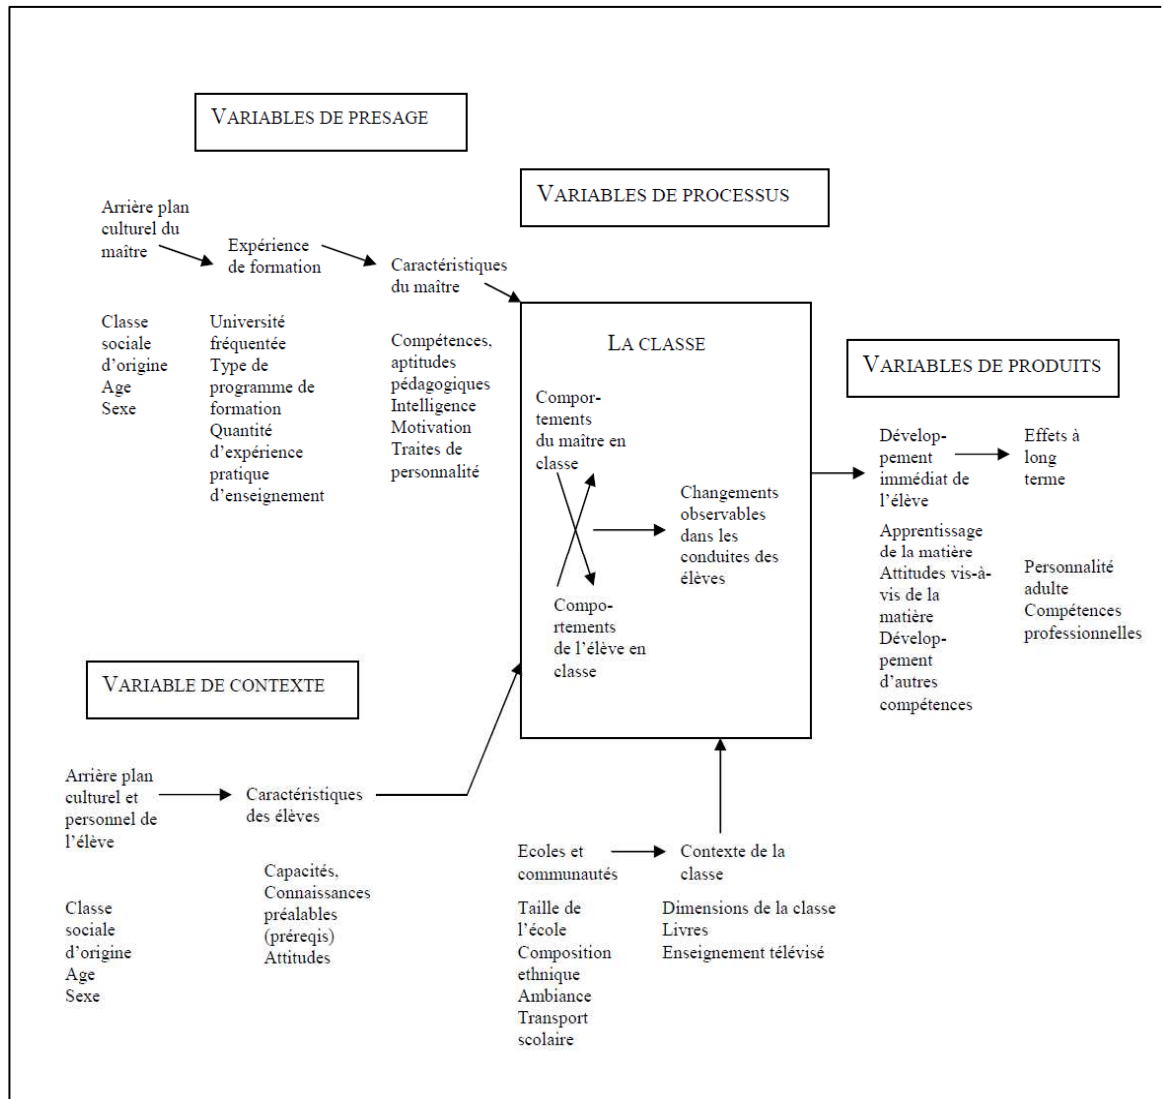 VARIABLES DE PRESAGE
VARIABLES DE PROCESSUS
Arrière plan
culturel du
maître
Expérience
de formation
Caractéristiques
du maître
Classe
sociale
d'origine
Age
Sexe
Université
fréquentée
Type de
programme de
formation
Quantité
d'expérience
pratique
d'enseignement
Compétences,
aptitudes
pédagogiques
Intelligence
Motivation
Traites de
personnalité
LA CLASSE
Compor-
tements
du maître en
classe
Changements
observables
dans les
conduites des
élèves
Compo-
rtements
de l'élève en
classe
VARIABLES DE PRODUITS
Dévelop-
pement
immédiat de
l'élève
Effets à
long
terme
Apprentissage
de la matière
Attitudes vis-à-
vis de la
matière
Dévelop-
pement
d'autres
compétences
Personnalité
adulte
Compétences
professionnelles
VARIABLE DE CONTEXTE
Arrière plan
culturel et
personnel de
l'élève
Caractéristiques
des élèves
Classe
sociale
d'origine
Age
Sexe
Capacités,
Connaissances
préalables
(préreqis)
Attitudes
Ecoles et
communautés
Contexte de la
classe
Taille de
l'école
Composition
ethnique
Ambiance
Transport
scolaire
Dimensions de la classe
Livres
Enseignement télévisé